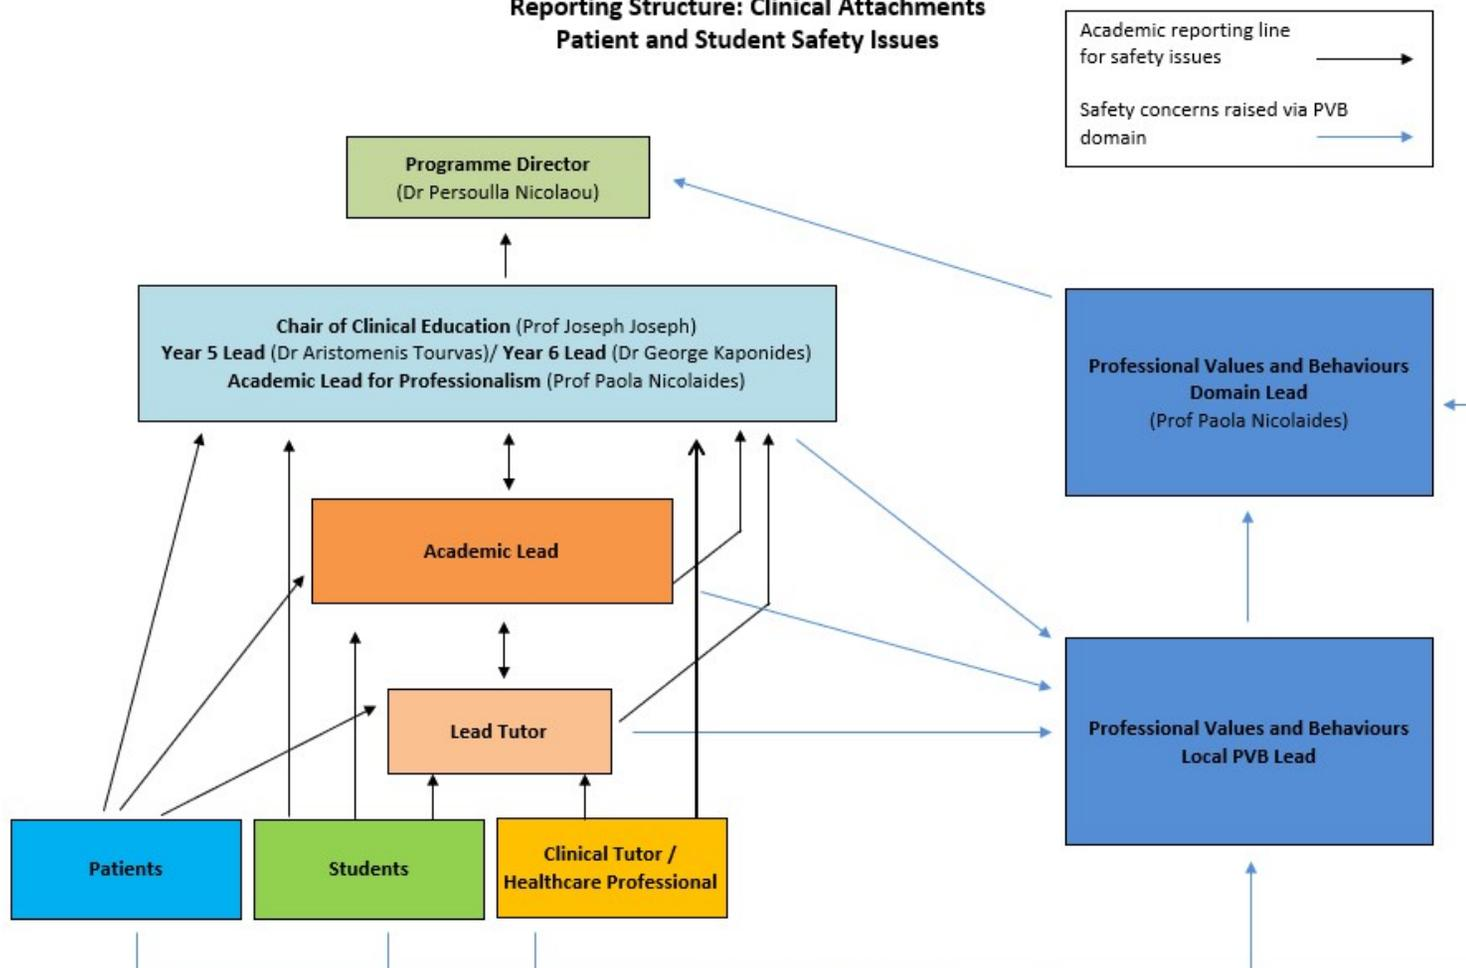 Reporting Structure: Clinical Attachments
Patient and Student Safety Issues
Academic reporting line
for safety issues
Safety concerns raised via PVB
domain
Programme Director
(Dr Persoulla Nicolaou)
Chair of Clinical Education (Prof Joseph Joseph)
Year 5 Lead (Dr Aristomenis Tourvas)/ Year 6 Lead (Dr George Kaponides)
Academic Lead for Professionalism (Prof Paola Nicolaides)
Professional Values and Behaviours
Domain Lead
(Prof Paola Nicolaides)
Academic Lead
Lead Tutor
Professional Values and Behaviours
Local PVB Lead
Patients
Students
Clinical Tutor /
Healthcare Professional